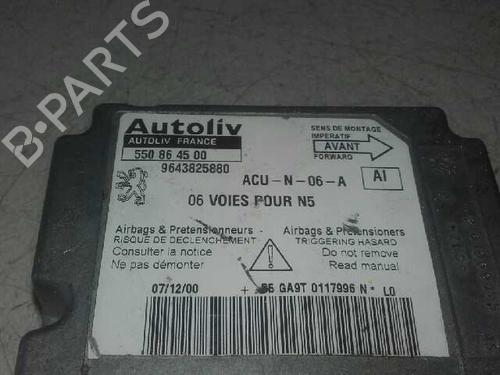 B-PARTS
Autoliv
AUTOLIV FRANCE
550 86 45 00
9643825880
SENS DE MONTAGE
IMPERATIF
AVANT
FORWARD
ACU-N-06-A
AI
06 VOIES POUR N5
Airbags & Pretensionneurs
RISQUE DE DECLENCHEMENT
Consulter la notice
Ne pas démonter
Airbags & Pretensioners
TRIGGERING HASARD
Do not remove
Read manual
07/12/00
GA9T 0117996 N* L0